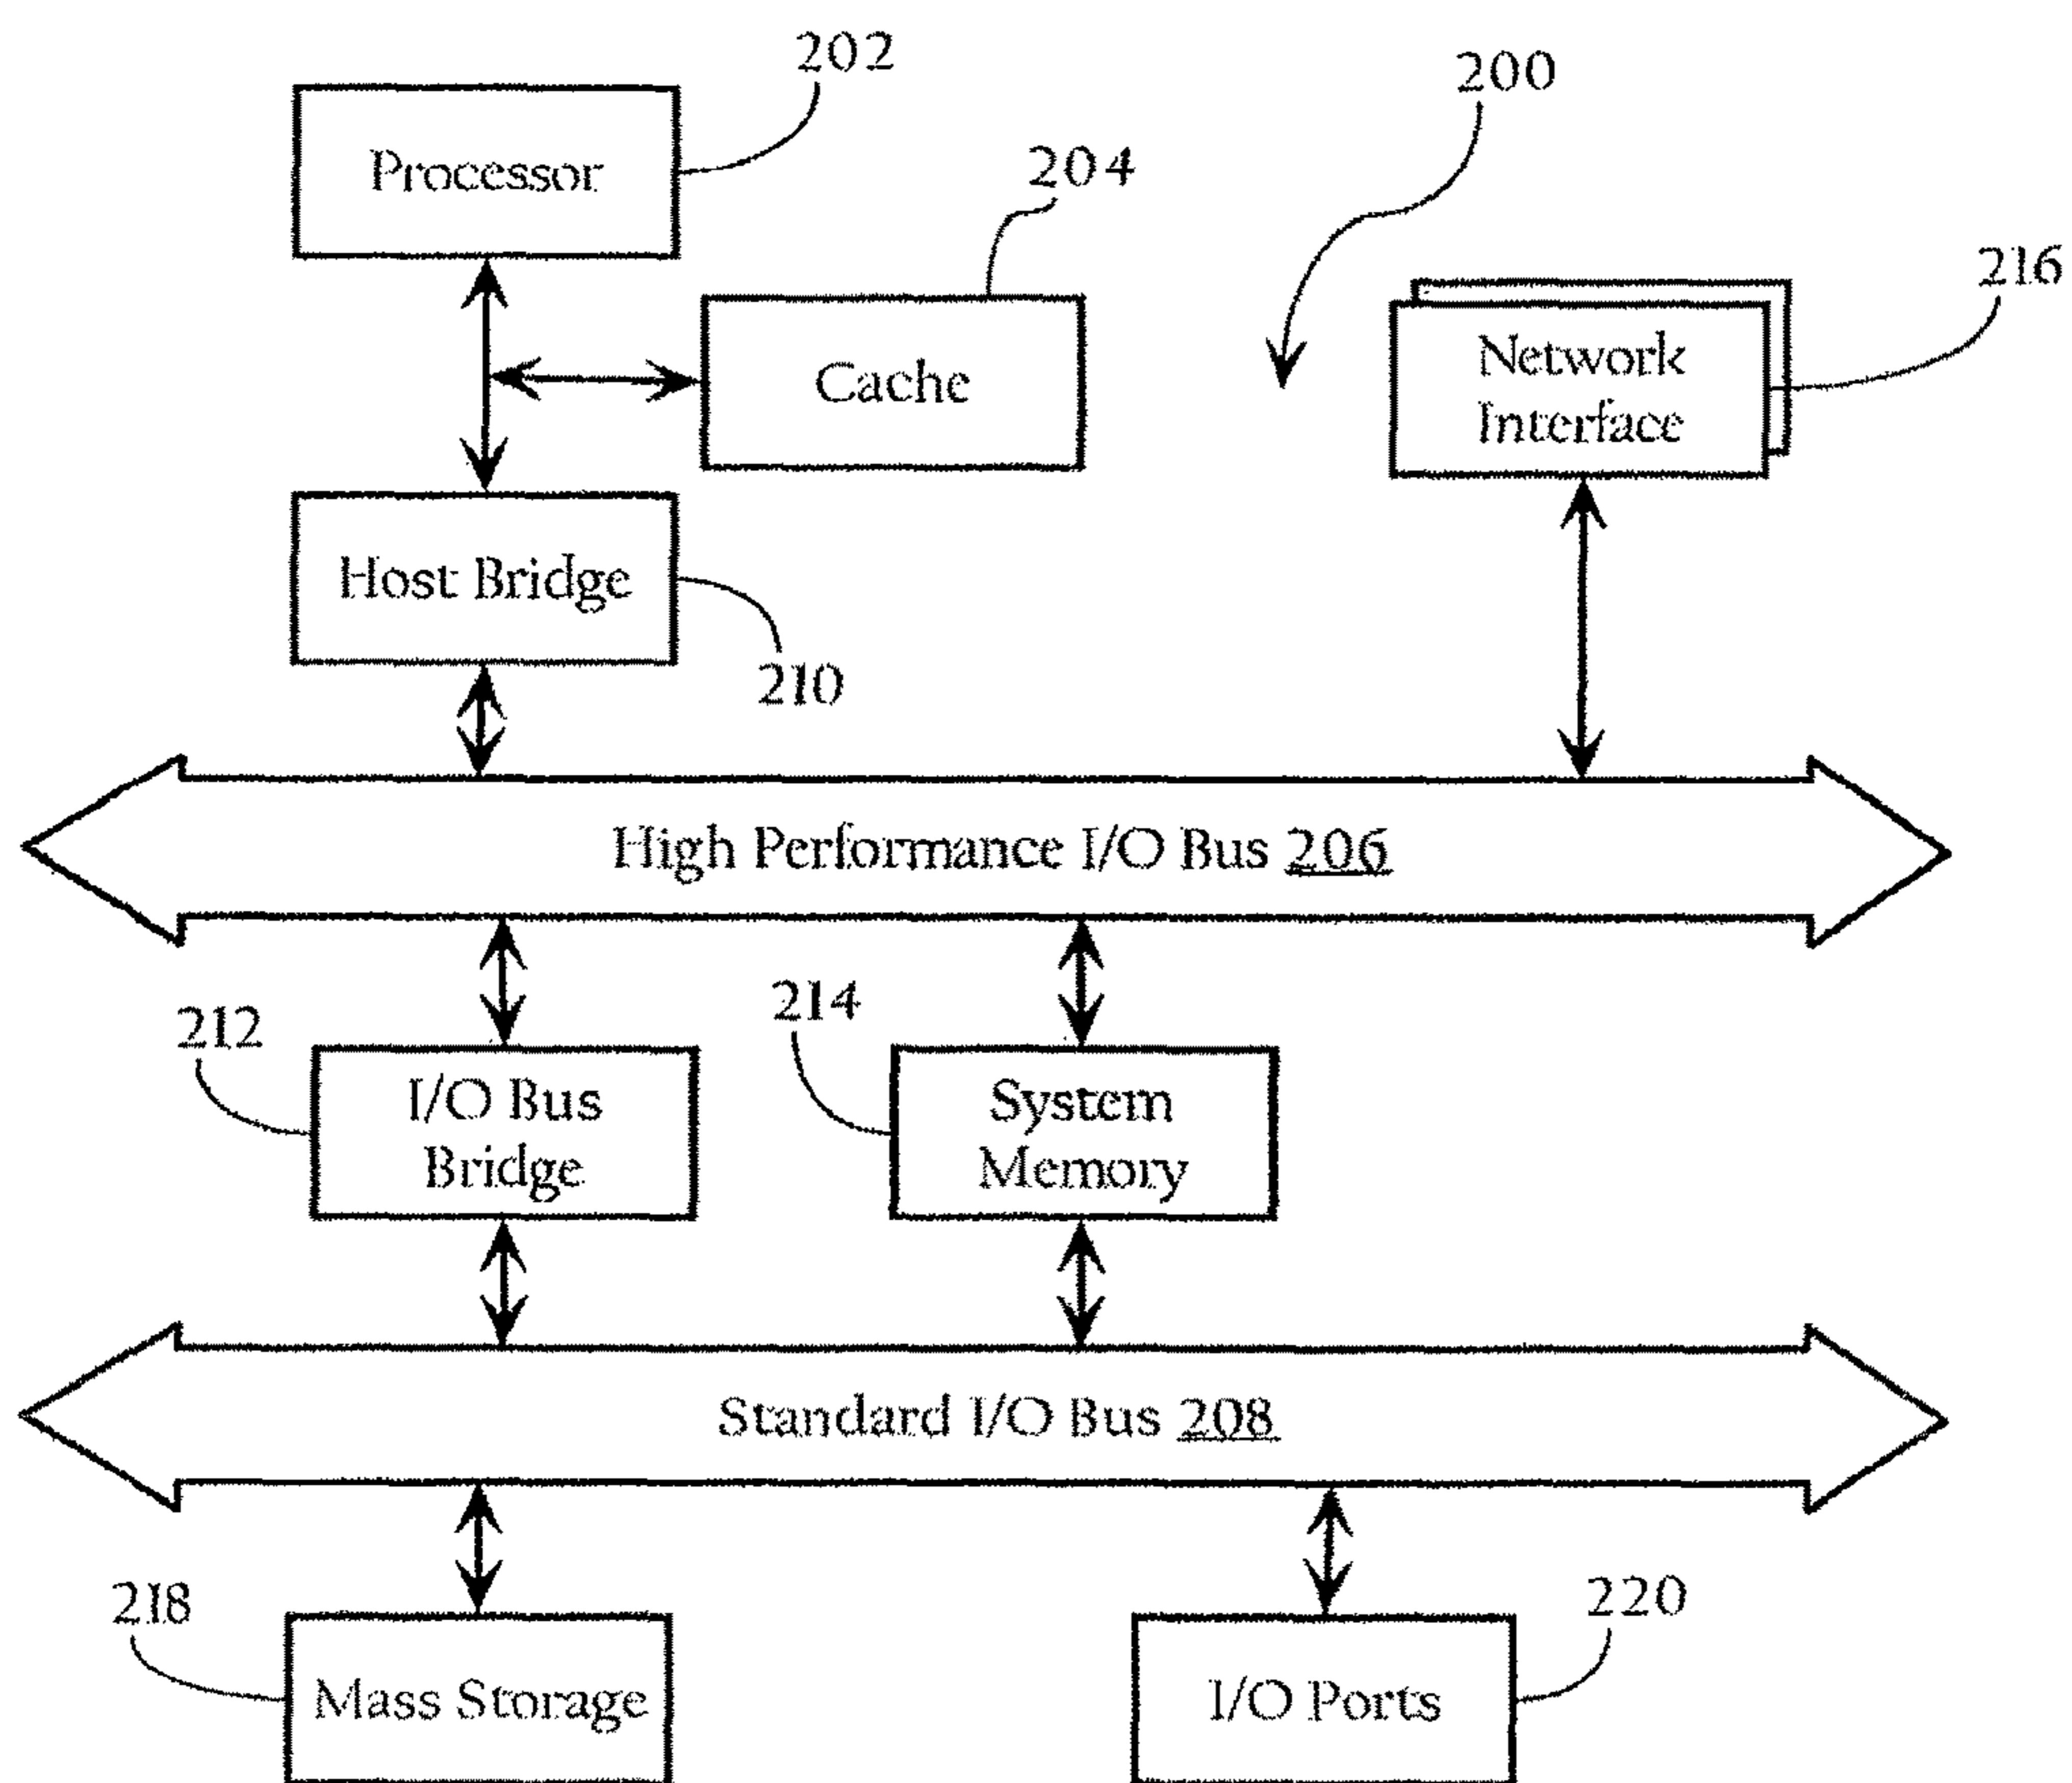 202
200
Processor
204
216
Network
Interface
Cache
Host Bridge
210
High Performance I/O Bus 206
212
214
I/O Bus
Bridge
System
Memory
Standard I/O Bus 208
218
220
Mass Storage
I/O Ports